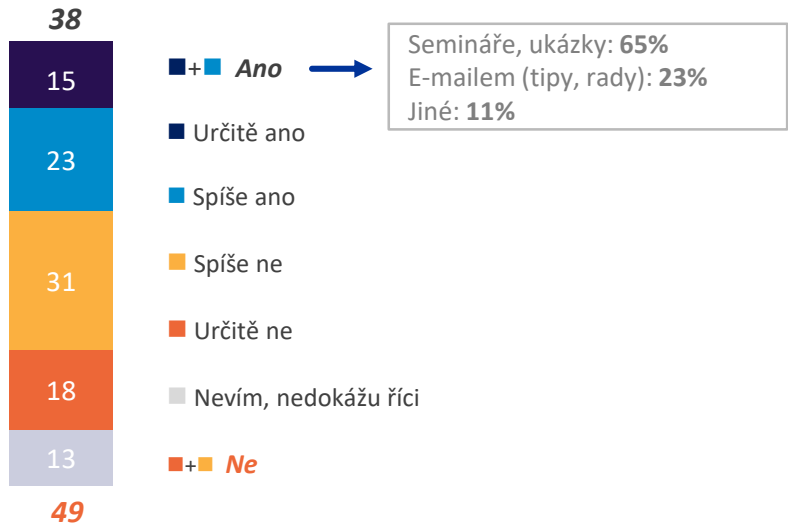 38
15
23
31
18
13
49
+ Ano
Určitě ano
Spíše ano
Spíše ne
Určitě ne
Nevím, nedokážu říci
+ Ne
Semináře, ukázky: 65%
E-mailem (tipy, rady): 23%
Jiné: 11%